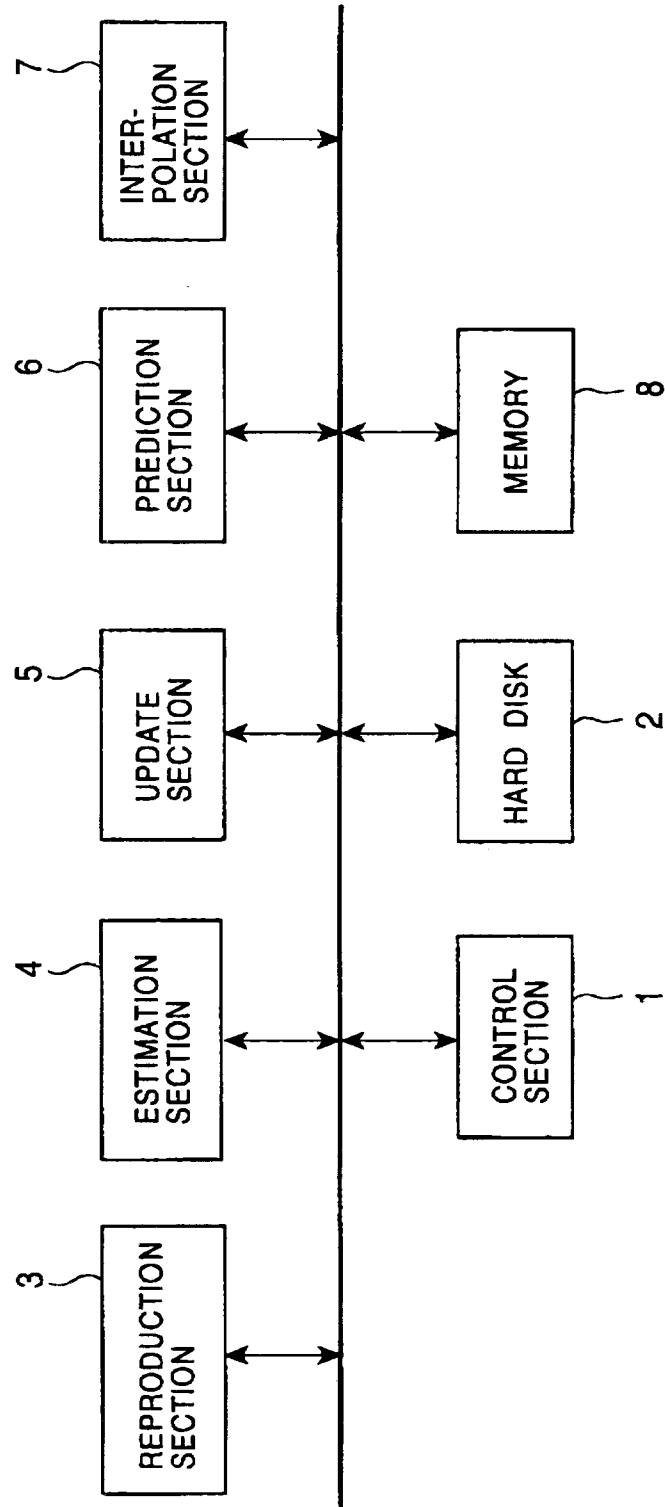 3
REPRODUCTION
SECTION
4
ESTIMATION
SECTION
5
UPDATE
SECTION
6
PREDICTION
SECTION
7
INTER-
POLATION
SECTION
CONTROL
SECTION
1
HARD DISK
2
MEMORY
8